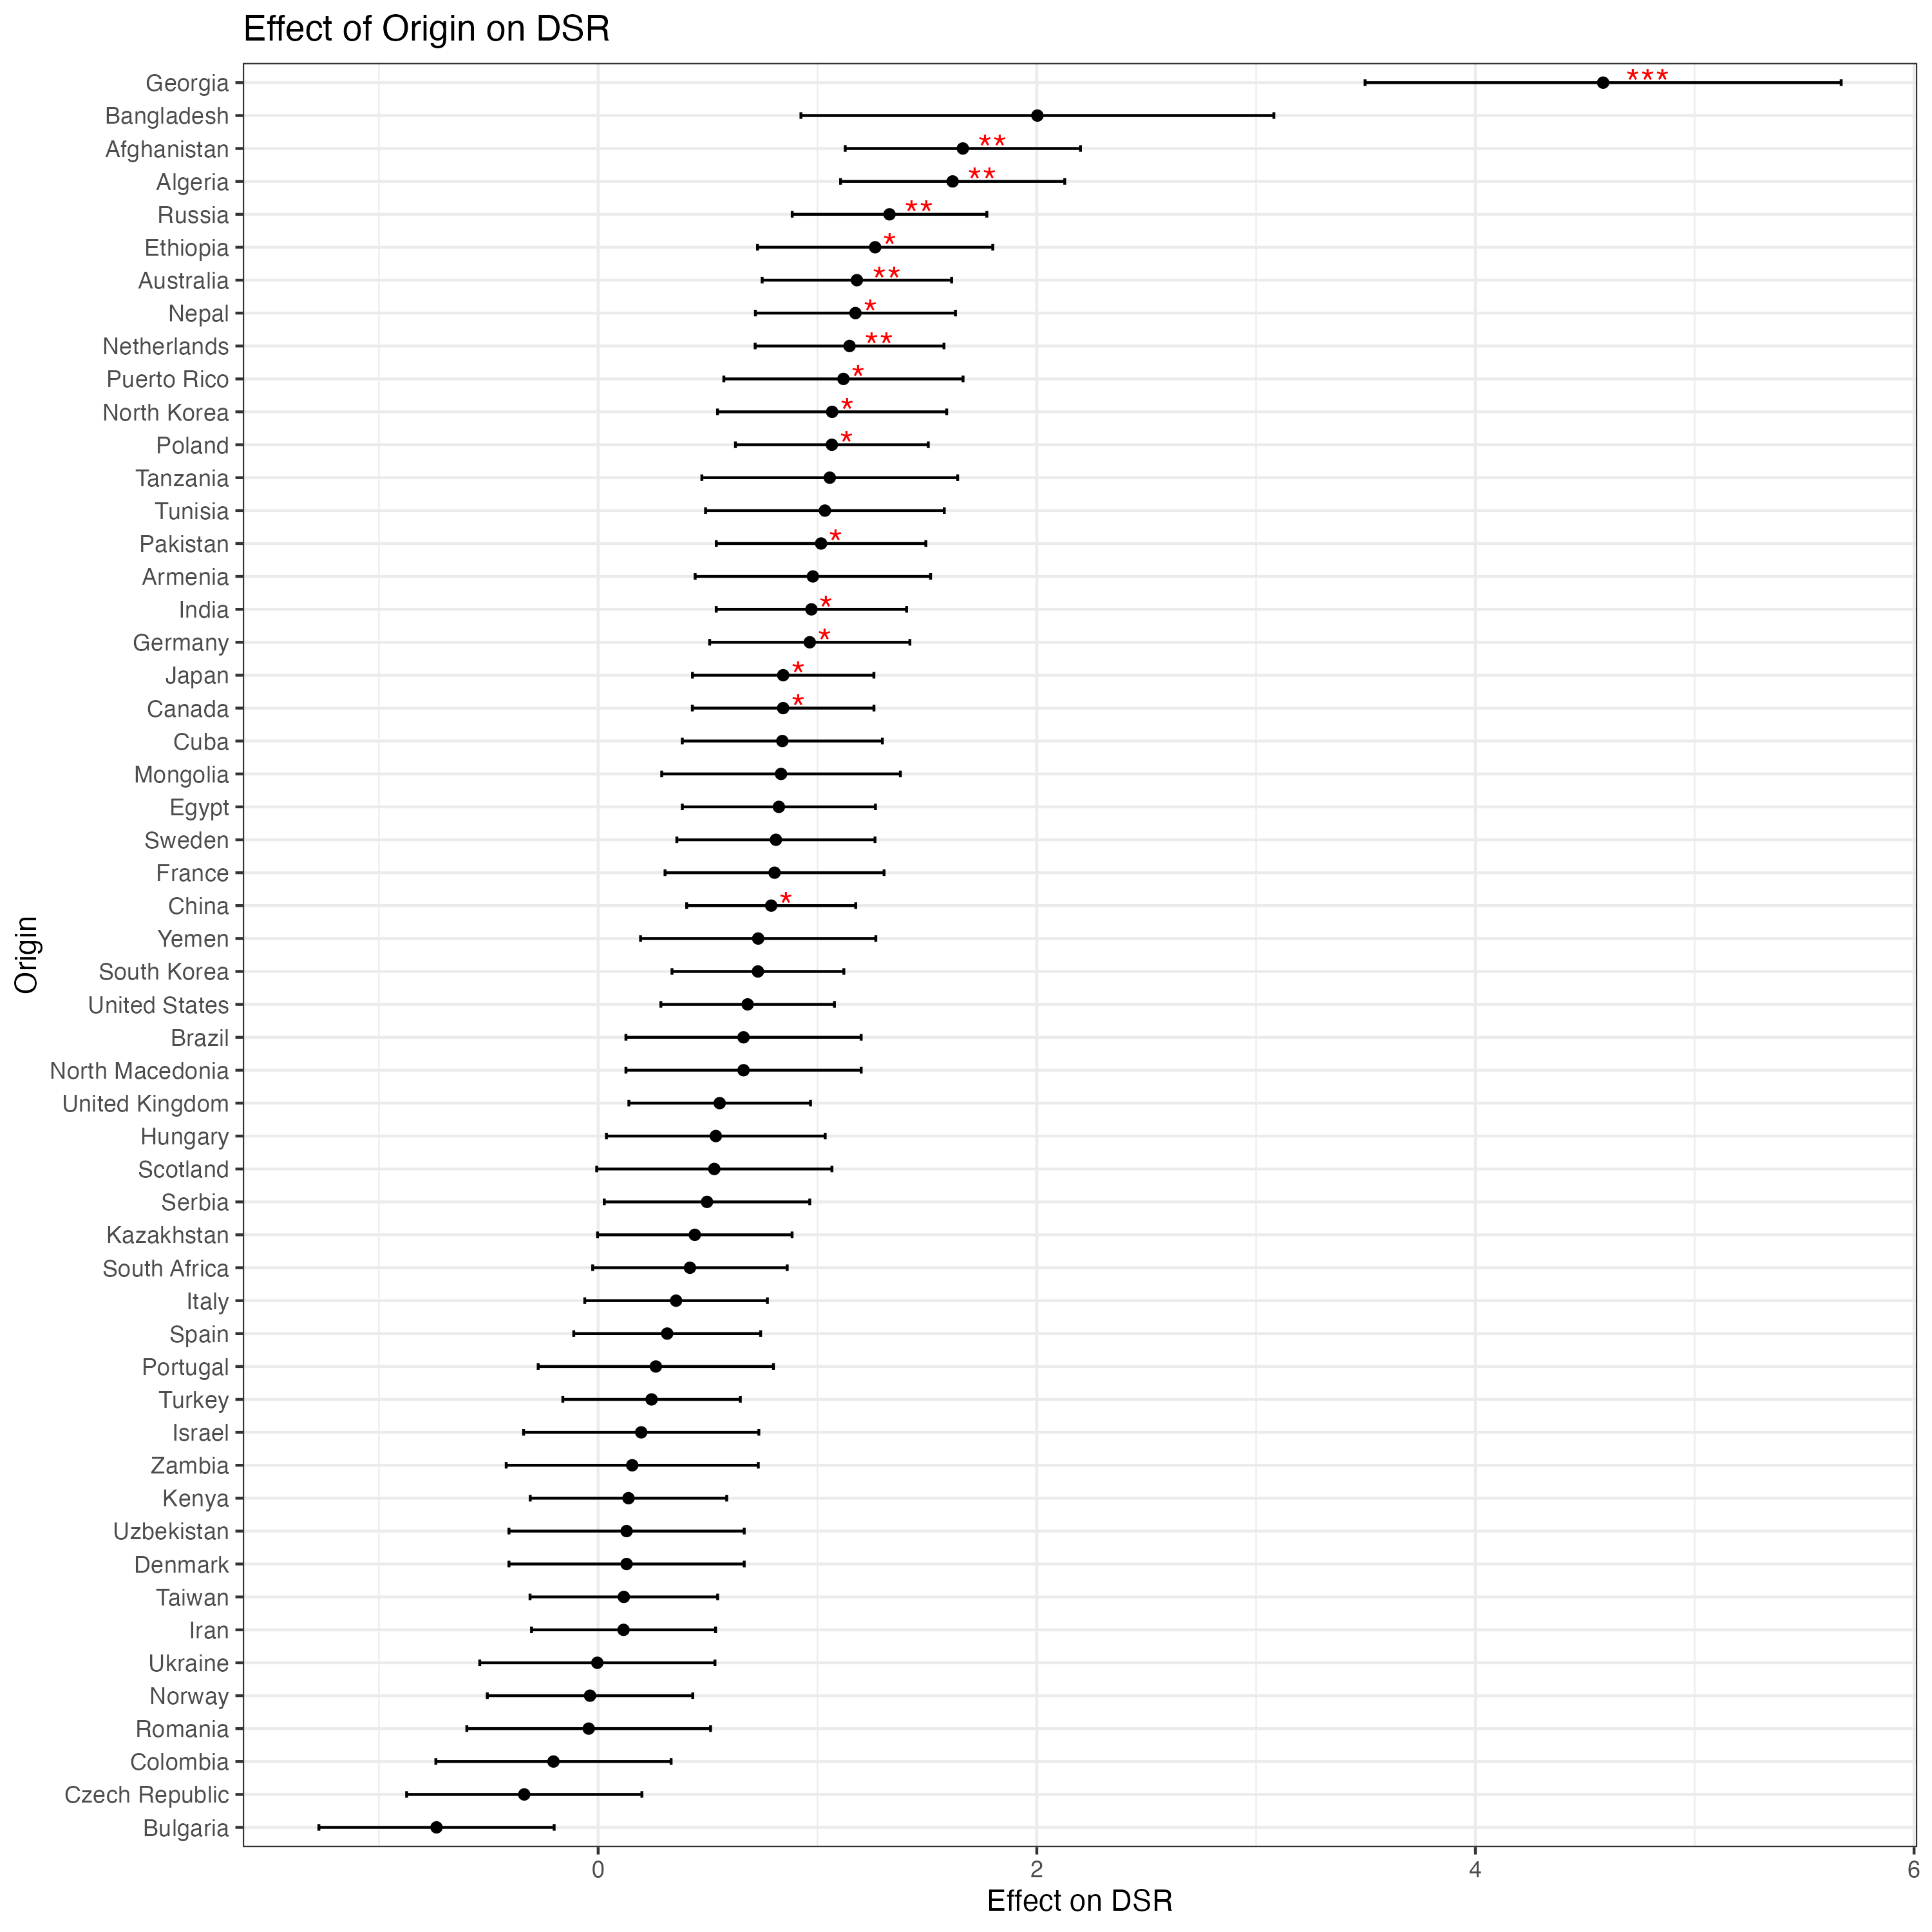 Effect of Origin on DSR
Georgia ***
Bangladesh
Afghanistan **
Algeria **
Russia **
Ethiopia *
Australia **
Nepal *
Netherlands **
Puerto Rico *
North Korea *
Poland *
Tanzania
Tunisia
Pakistan *
Armenia
India *
Germany *
Japan *
Canada *
Cuba
Mongolia
Egypt
Sweden
France
China *
Yemen
South Korea
United States
Brazil
North Macedonia
United Kingdom
Hungary
Scotland
Serbia
Kazakhstan
South Africa
Italy
Spain
Portugal
Turkey
Israel
Zambia
Kenya
Uzbekistan
Denmark
Taiwan
Iran
Ukraine
Norway
Romania
Colombia
Czech Republic
Bulgaria
Origin
0 2 4 6
Effect on DSR